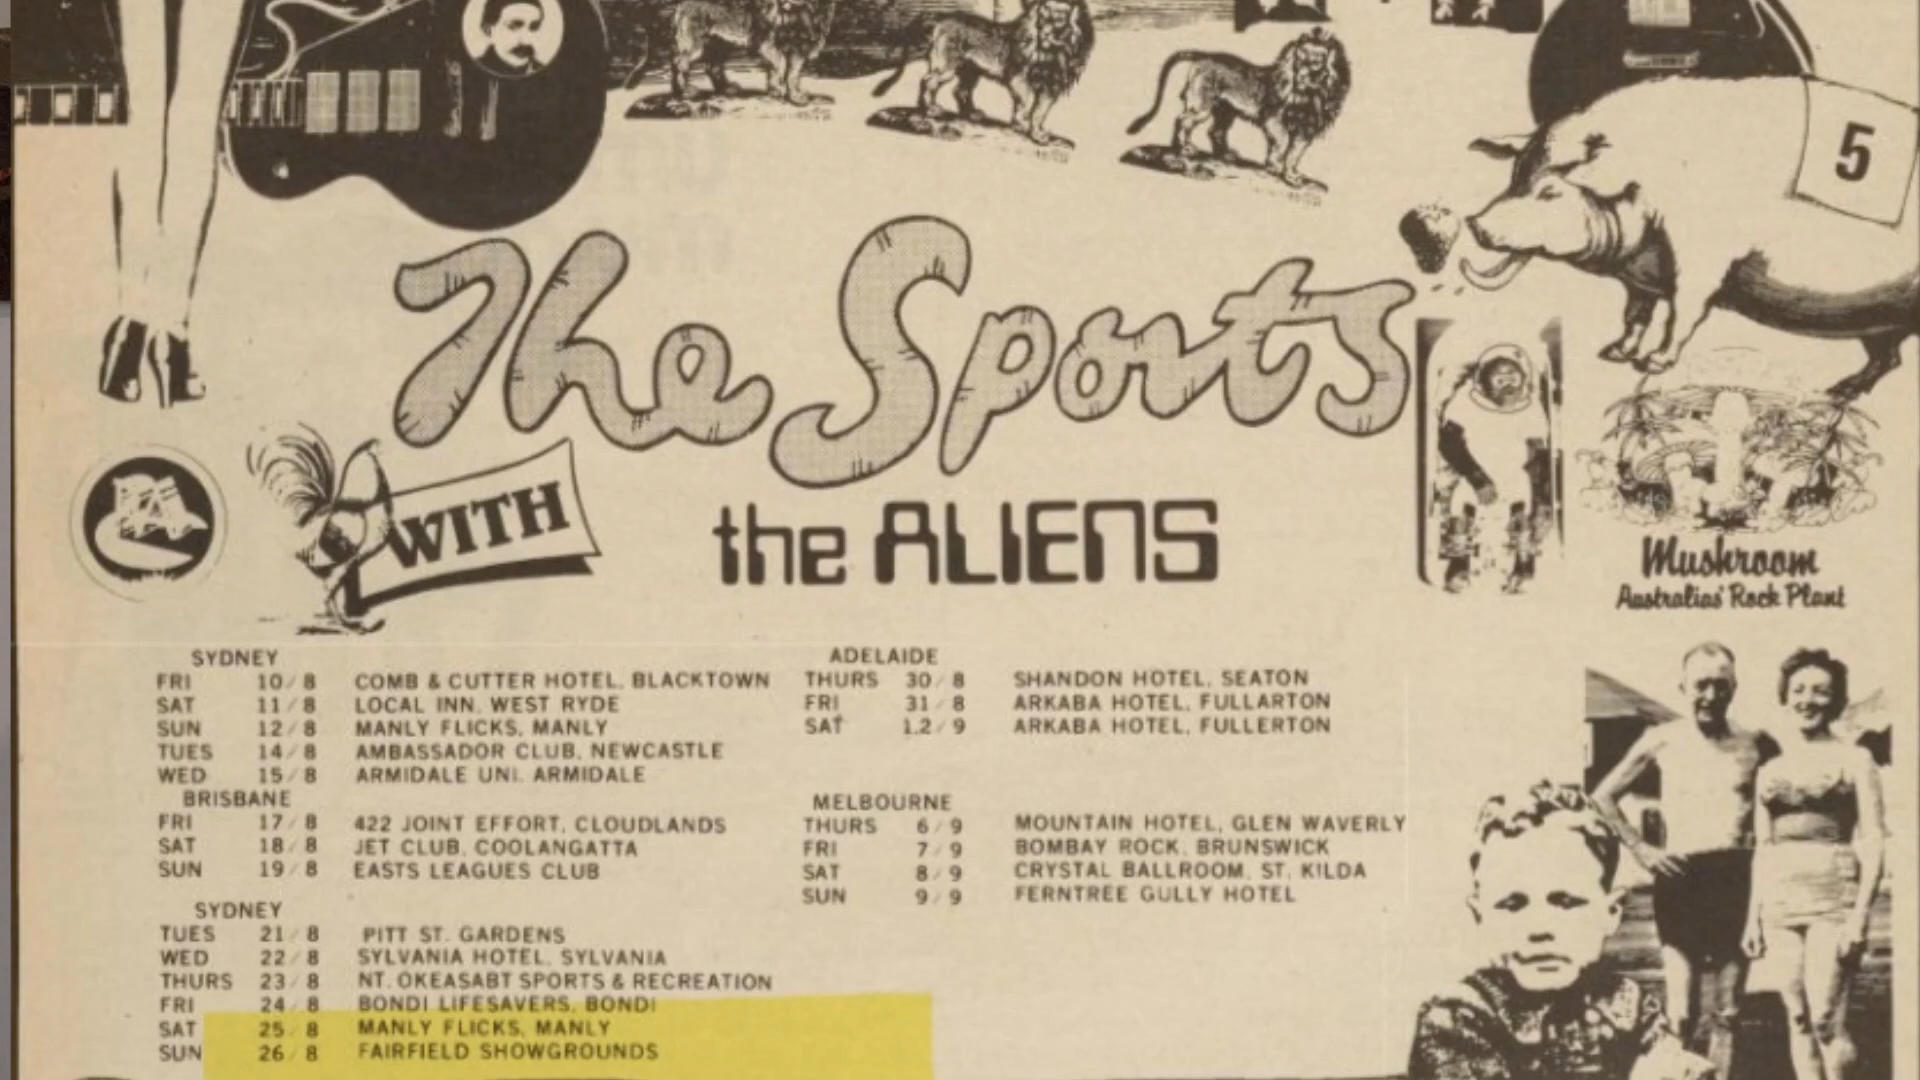 5
The Sports
WITH
the ALIENS
Mushroom
Australias' Rock Plant
SYDNEY
FRI 10/8 COMB & CUTTER HOTEL, BLACKTOWN
SAT 11/8 LOCAL INN, WEST RYDE
SUN 12/8 MANLY FLICKS, MANLY
TUES 14/8 AMBASSADOR CLUB, NEWCASTLE
WED 15/8 ARMIDALE UNI. ARMIDALE
BRISBANE
FRI 17/8 422 JOINT EFFORT, CLOUDLANDS
SAT 18/8 JET CLUB, COOLANGATTA
SUN 19/8 EASTS LEAGUES CLUB
SYDNEY
TUES 21/8 PITT ST. GARDENS
WED 22/8 SYLVANIA HOTEL, SYLVANIA
THURS 23/8 NT. OKEASABT SPORTS & RECREATION
FRI 24/8 BONDI LIFESAVERS, BONDI
SAT 25/8 MANLY FLICKS, MANLY
SUN 26/8 FAIRFIELD SHOWGROUNDS
ADELAIDE
THURS 30/8 SHANDON HOTEL, SEATON
FRI 31/8 ARKABA HOTEL, FULLARTON
SAT 1.2/9 ARKABA HOTEL, FULLERTON
MELBOURNE
THURS 6/9 MOUNTAIN HOTEL, GLEN WAVERLY
FRI 7/9 BOMBAY ROCK, BRUNSWICK
SAT 8/9 CRYSTAL BALLROOM, ST. KILDA
SUN 9/9 FERNTREE GULLY HOTEL